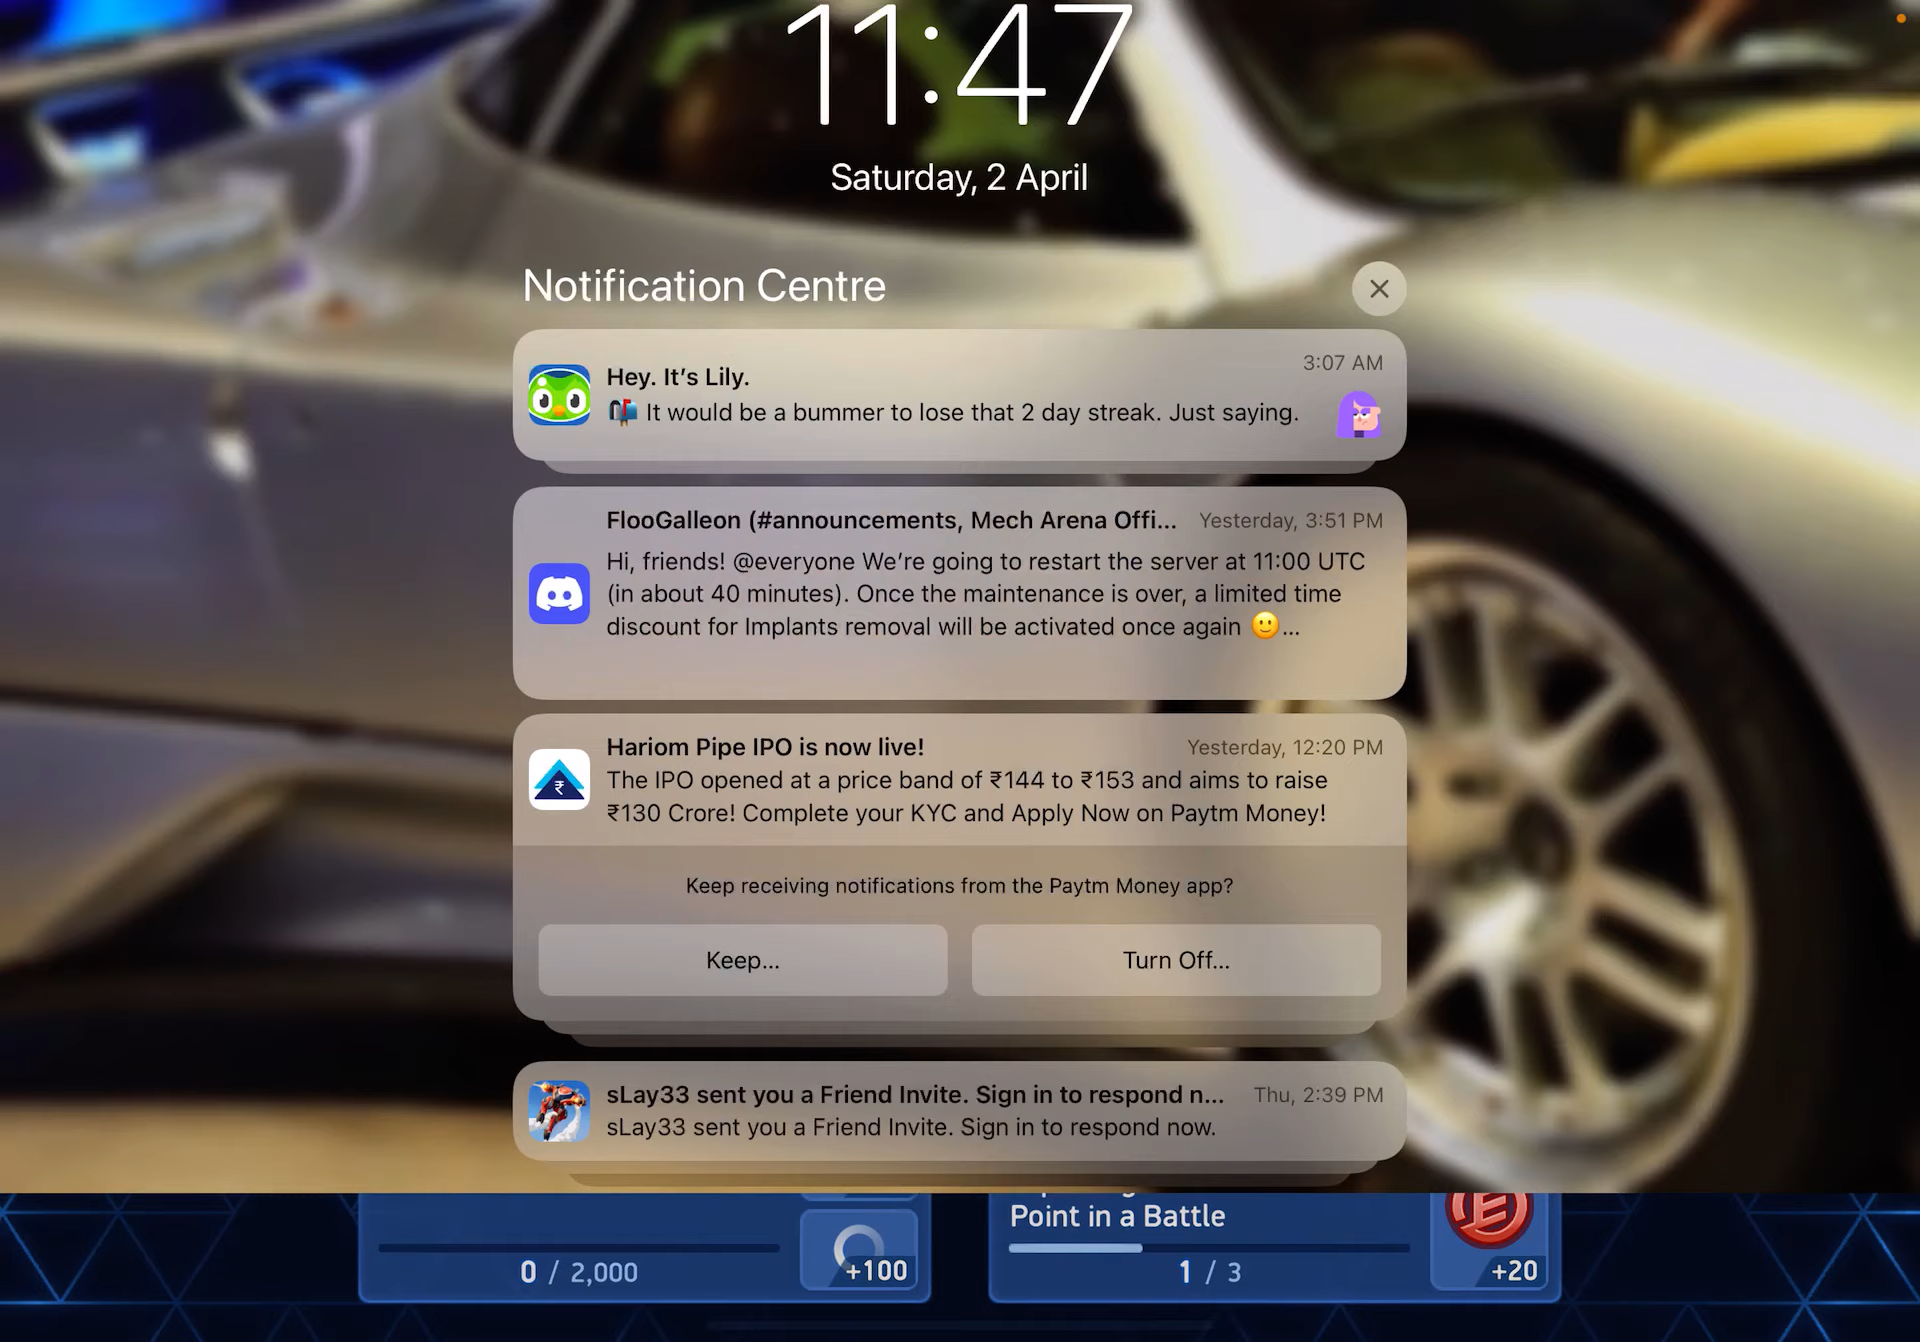 11:47
Saturday, 2 April
Notification Centre
Hey. It's Lily.
3:07 AM
📬 It would be a bummer to lose that 2 day streak. Just saying.
FlooGalleon (#announcements, Mech Arena Offi...
Yesterday, 3:51 PM
Hi, friends! @everyone We're going to restart the server at 11:00 UTC
(in about 40 minutes). Once the maintenance is over, a limited time
discount for Implants removal will be activated once again 🙂...
Hariom Pipe IPO is now live!
Yesterday, 12:20 PM
The IPO opened at a price band of ₹144 to ₹153 and aims to raise
₹130 Crore! Complete your KYC and Apply Now on Paytm Money!
Keep receiving notifications from the Paytm Money app?
Keep...
Turn Off...
sLay33 sent you a Friend Invite. Sign in to respond n...
Thu, 2:39 PM
sLay33 sent you a Friend Invite. Sign in to respond now.
0 / 2,000
+100
Point in a Battle
1 / 3
+20